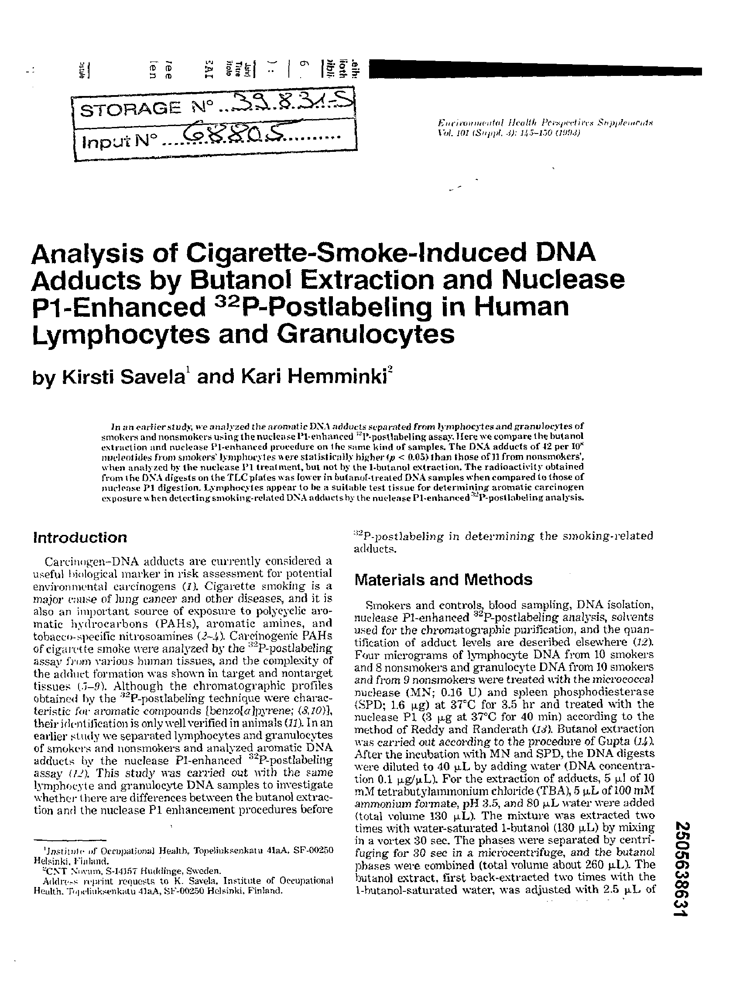 STORAGE N° ..39.831-S
Input N° ....68805..........
Environmental Health Perspectives Supplements
Vol. 101 (Suppl. 3): 145–150 (1993)
Analysis of Cigarette-Smoke-Induced DNA
Adducts by Butanol Extraction and Nuclease
P1-Enhanced ³²P-Postlabeling in Human
Lymphocytes and Granulocytes
by Kirsti Savela¹ and Kari Hemminki²
In an earlier study, we analyzed the aromatic DNA adducts separated from lymphocytes and granulocytes of
smokers and nonsmokers using the nuclease P1-enhanced ³²P-postlabeling assay. Here we compare the butanol
extraction and nuclease P1-enhanced procedure on the same kind of samples. The DNA adducts of 12 per 10⁸
nucleotides from smokers' lymphocytes were statistically higher (p < 0.05) than those of 11 from nonsmokers',
when analyzed by the nuclease P1 treatment, but not by the 1-butanol extraction. The radioactivity obtained
from the DNA digests on the TLC plates was lower in butanol-treated DNA samples when compared to those of
nuclease P1 digestion. Lymphocytes appear to be a suitable test tissue for determining aromatic carcinogen
exposure when detecting smoking-related DNA adducts by the nuclease P1-enhanced ³²P-postlabeling analysis.
Introduction
Carcinogen–DNA adducts are currently considered a
useful biological marker in risk assessment for potential
environmental carcinogens (1). Cigarette smoking is a
major cause of lung cancer and other diseases, and it is
also an important source of exposure to polycyclic aro-
matic hydrocarbons (PAHs), aromatic amines, and
tobacco-specific nitrosoamines (2–4). Carcinogenic PAHs
of cigarette smoke were analyzed by the ³²P-postlabeling
assay from various human tissues, and the complexity of
the adduct formation was shown in target and nontarget
tissues (5–9). Although the chromatographic profiles
obtained by the ³²P-postlabeling technique were charac-
teristic for aromatic compounds [benzo[a]pyrene; (8,10)],
their identification is only well verified in animals (11). In an
earlier study we separated lymphocytes and granulocytes
of smokers and nonsmokers and analyzed aromatic DNA
adducts by the nuclease P1-enhanced ³²P-postlabeling
assay (12). This study was carried out with the same
lymphocyte and granulocyte DNA samples to investigate
whether there are differences between the butanol extrac-
tion and the nuclease P1 enhancement procedures before
¹Institute of Occupational Health, Topeliuksenkatu 41aA, SF-00250
Helsinki, Finland.
²CNT Novum, S-14157 Huddinge, Sweden.
Address reprint requests to K. Savela, Institute of Occupational
Health, Topeliuksenkatu 41aA, SF-00250 Helsinki, Finland.
³²P-postlabeling in determining the smoking-related
adducts.
Materials and Methods
Smokers and controls, blood sampling, DNA isolation,
nuclease P1-enhanced ³²P-postlabeling analysis, solvents
used for the chromatographic purification, and the quan-
tification of adduct levels are described elsewhere (12).
Four micrograms of lymphocyte DNA from 10 smokers
and 8 nonsmokers and granulocyte DNA from 10 smokers
and from 9 nonsmokers were treated with the micrococcal
nuclease (MN; 0.16 U) and spleen phosphodiesterase
(SPD; 1.6 μg) at 37°C for 3.5 hr and treated with the
nuclease P1 (3 μg at 37°C for 40 min) according to the
method of Reddy and Randerath (13). Butanol extraction
was carried out according to the procedure of Gupta (14).
After the incubation with MN and SPD, the DNA digests
were diluted to 40 μL by adding water (DNA concentra-
tion 0.1 μg/μL). For the extraction of adducts, 5 μl of 10
mM tetrabutylammonium chloride (TBA), 5 μL of 100 mM
ammonium formate, pH 3.5, and 80 μL water were added
(total volume 130 μL). The mixture was extracted two
times with water-saturated 1-butanol (130 μL) by mixing
in a vortex 30 sec. The phases were separated by centri-
fuging for 30 sec in a microcentrifuge, and the butanol
phases were combined (total volume about 260 μL). The
butanol extract, first back-extracted two times with the
1-butanol-saturated water, was adjusted with 2.5 μL of
2505638631